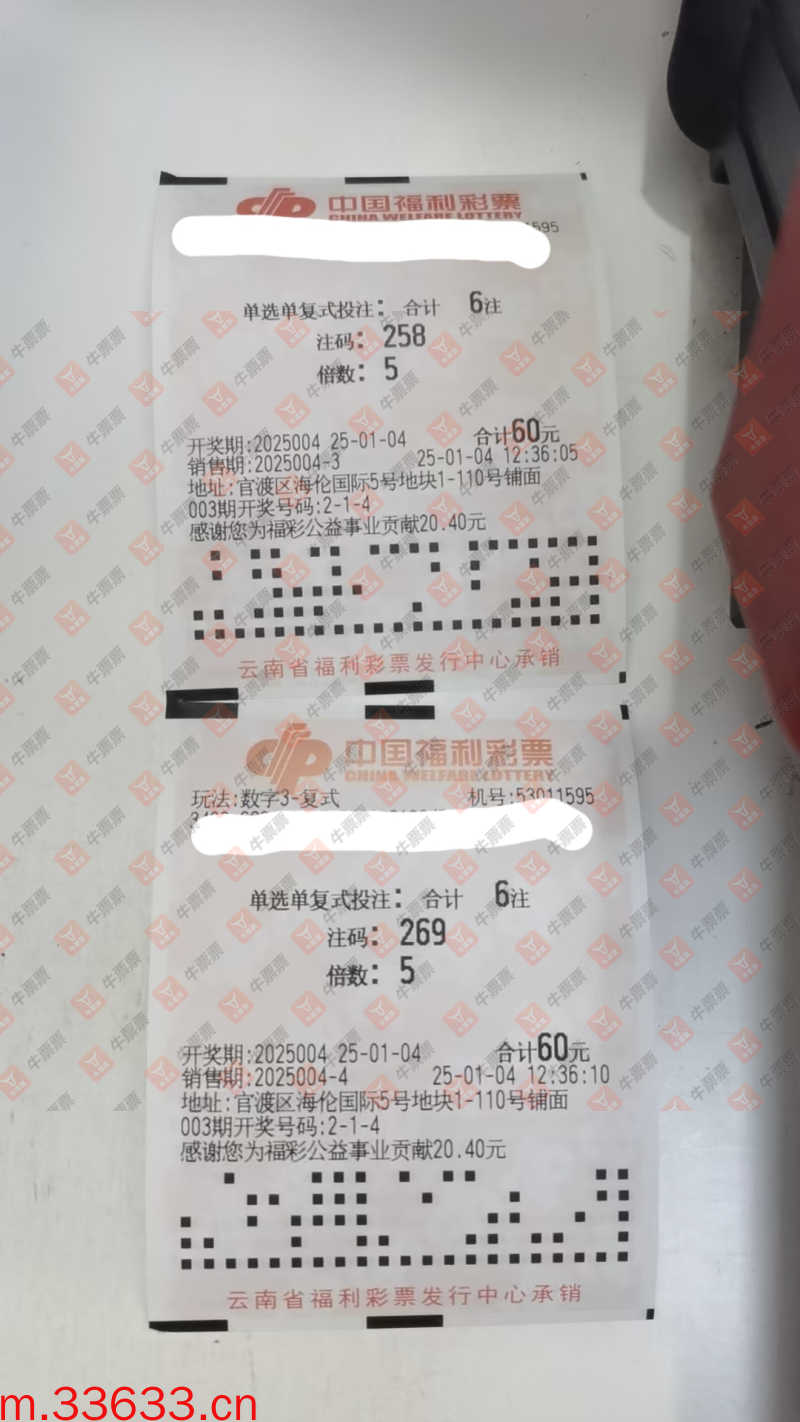 中国福利彩票
CHINA WELFARE LOTTERY
1595
单选单复式投注: 合计 6注
注码: 258
倍数: 5
开奖期:2025004 25-01-04 合计60元
销售期:2025004-3 25-01-04 12:36:05
地址:官渡区海伦国际5号地块1-110号铺面
003期开奖号码:2-1-4
感谢您为福彩公益事业贡献20.40元
云南省福利彩票发行中心承销
中国福利彩票
CHINA WELFARE LOTTERY
玩法:数字3-复式 机号:53011595
单选单复式投注: 合计 6注
注码: 269
倍数: 5
开奖期:2025004 25-01-04 合计60元
销售期:2025004-4 25-01-04 12:36:10
地址:官渡区海伦国际5号地块1-110号铺面
003期开奖号码:2-1-4
感谢您为福彩公益事业贡献20.40元
云南省福利彩票发行中心承销
牛票票
m.33633.cn